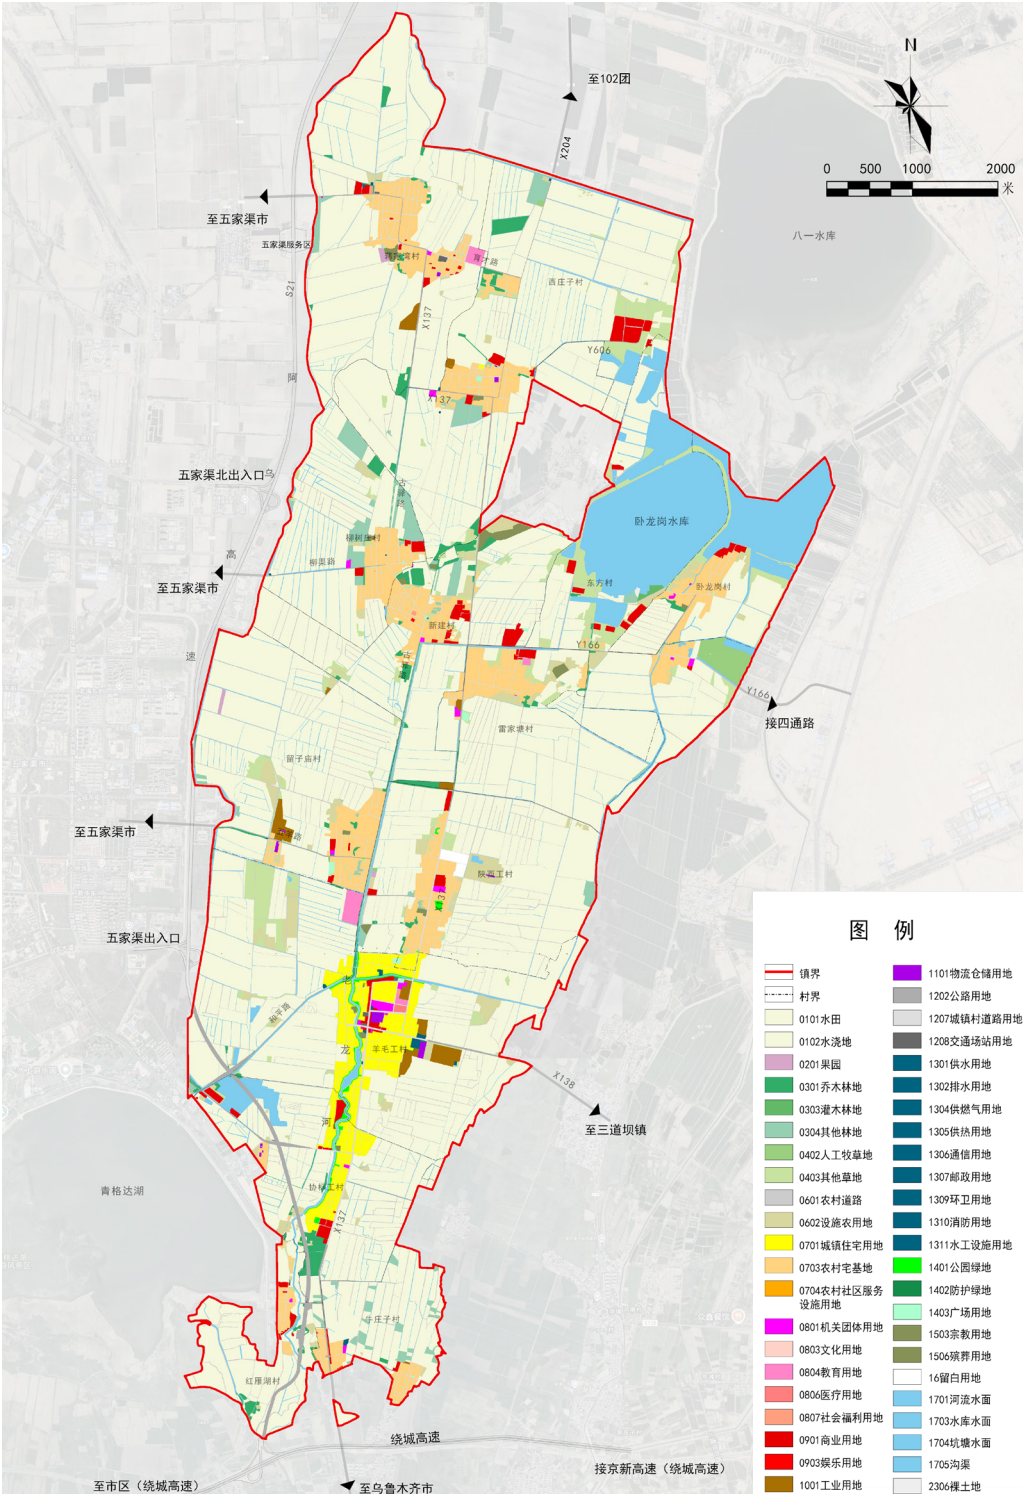 N
0 500 1000 2000
米
至102团
X204
至五家渠市
五家渠服务区
S21
八一水库
西庄子村
育才路
X137
Y606
阿
X137
五家渠北出入口
乌
卧龙岗水库
柳树庄村
柳渠路
高
至五家渠市
东方村
卧龙岗村
新建村
Y166
速
Y166
接四通路
雷家塘村
留子庙村
至五家渠市
陕西工村
五家渠出入口
老
和平路
龙
羊毛工村
X138
至三道坝镇
河
青格达湖
协标工村
X137
庄子村
红雁湖村
绕城高速
接京新高速（绕城高速）
至市区（绕城高速）
至乌鲁木齐市
图 例
镇界
村界
0101水田
0102水浇地
0201果园
0301乔木林地
0303灌木林地
0304其他林地
0402人工牧草地
0403其他草地
0601农村道路
0602设施农用地
0701城镇住宅用地
0703农村宅基地
0704农村社区服务
设施用地
0801机关团体用地
0803文化用地
0804教育用地
0806医疗用地
0807社会福利用地
0901商业用地
0903娱乐用地
1001工业用地
1101物流仓储用地
1202公路用地
1207城镇村道路用地
1208交通场站用地
1301供水用地
1302排水用地
1304供燃气用地
1305供热用地
1306通信用地
1307邮政用地
1309环卫用地
1310消防用地
1311水工设施用地
1401公园绿地
1402防护绿地
1403广场用地
1503宗教用地
1506殡葬用地
16留白用地
1701河流水面
1703水库水面
1704坑塘水面
1705沟渠
2306裸土地